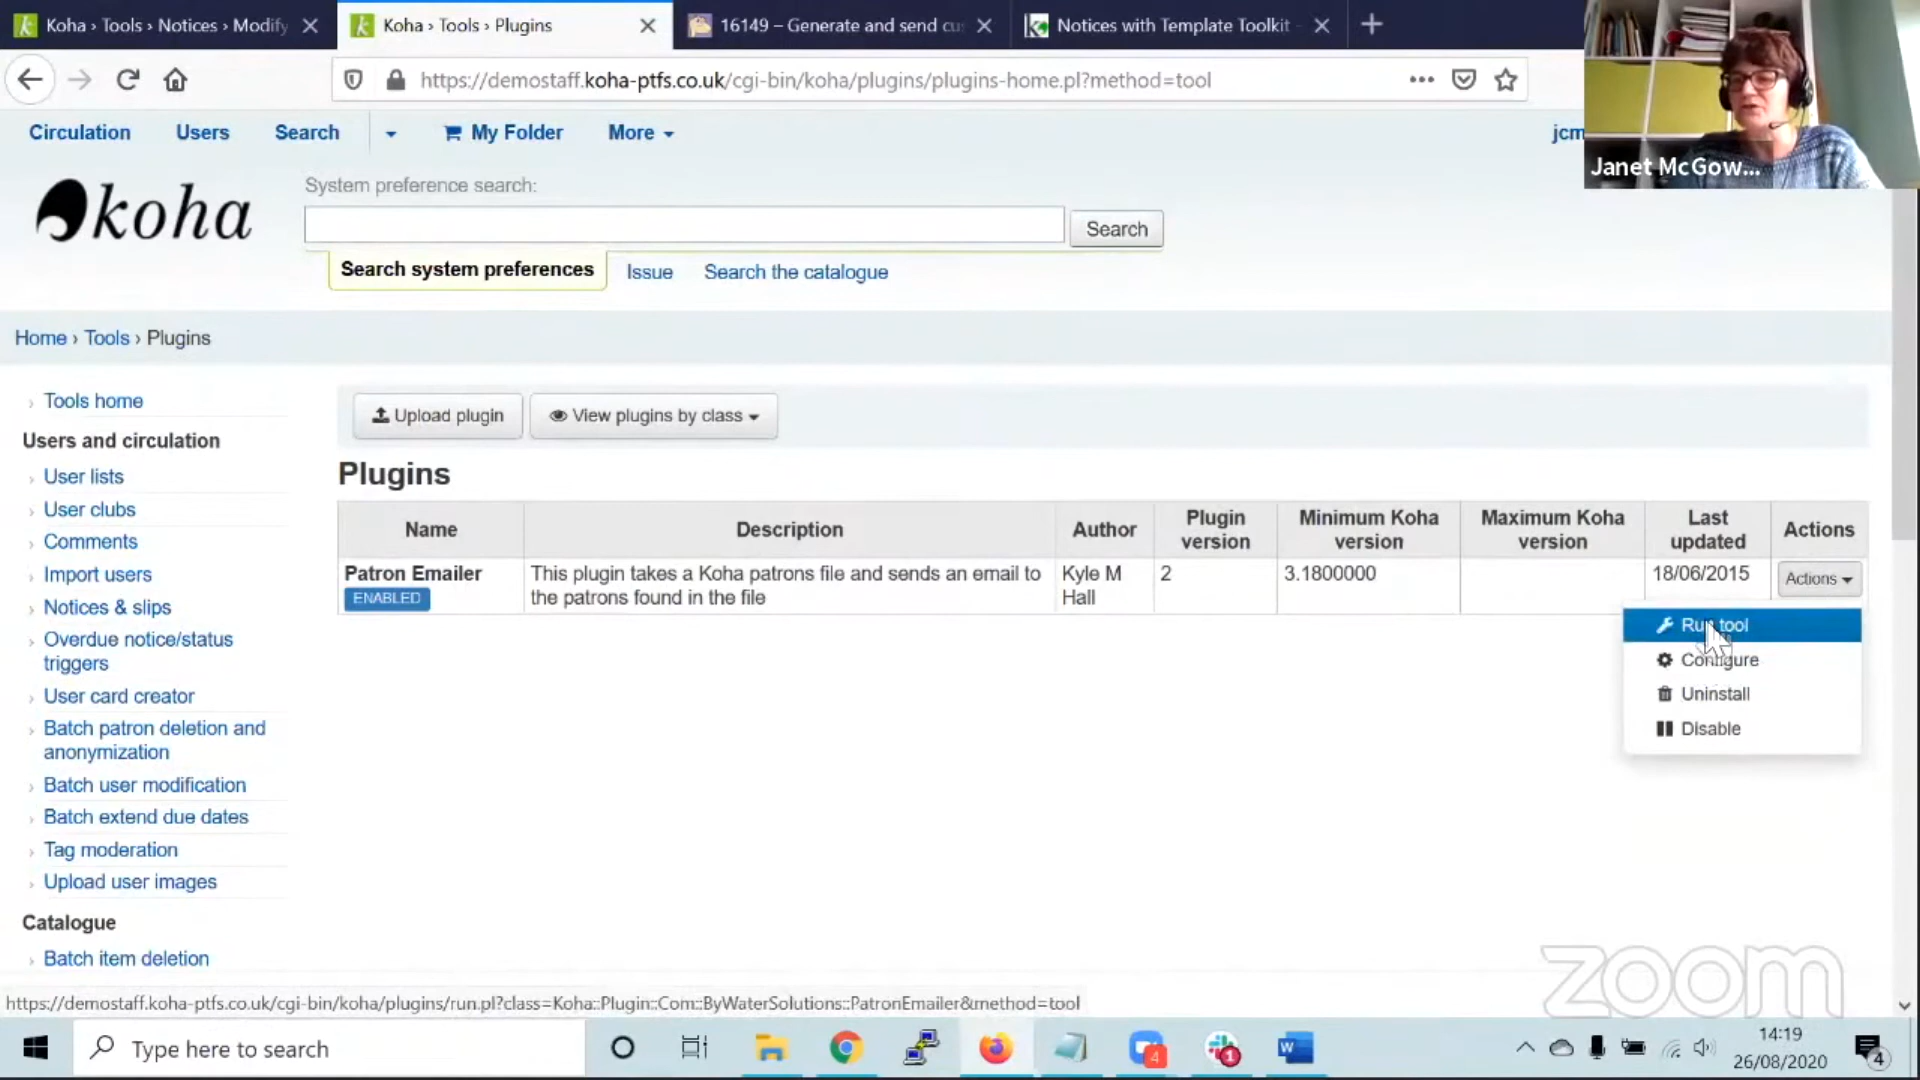 Koha › Tools › Notices › Modify
Koha › Tools › Plugins
16149 – Generate and send cus
Notices with Template Toolkit -
https://demostaff.koha-ptfs.co.uk/cgi-bin/koha/plugins/plugins-home.pl?method=tool
Circulation
Users
Search
My Folder
More
jcm
Janet McGow...
koha
System preference search:
Search
Search system preferences
Issue
Search the catalogue
Home › Tools › Plugins
Tools home
Users and circulation
User lists
User clubs
Comments
Import users
Notices & slips
Overdue notice/status
triggers
User card creator
Batch patron deletion and
anonymization
Batch user modification
Batch extend due dates
Tag moderation
Upload user images
Catalogue
Batch item deletion
Upload plugin
View plugins by class
Plugins
Name
Description
Author
Plugin
version
Minimum Koha
version
Maximum Koha
version
Last
updated
Actions
Patron Emailer
ENABLED
This plugin takes a Koha patrons file and sends an email to
the patrons found in the file
Kyle M
Hall
2
3.1800000
18/06/2015
Actions
Run tool
Configure
Uninstall
Disable
zoom
https://demostaff.koha-ptfs.co.uk/cgi-bin/koha/plugins/run.pl?class=Koha::Plugin::Com::ByWaterSolutions::PatronEmailer&method=tool
Type here to search
4
1
14:19
26/08/2020
4